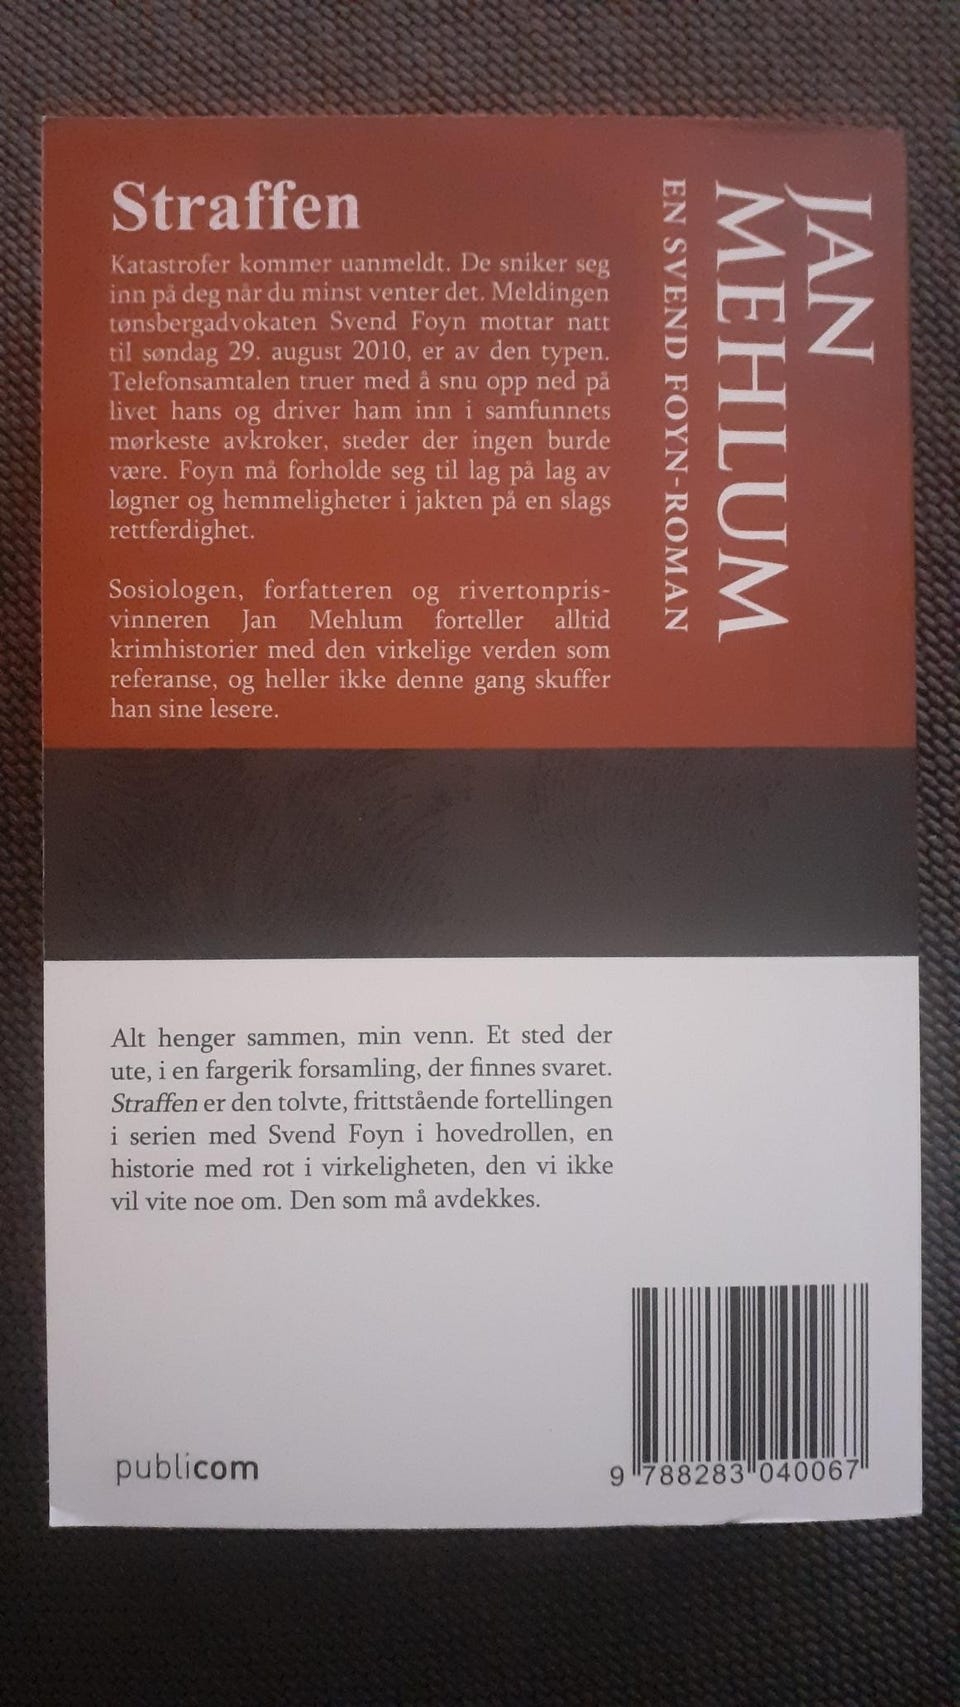 Straffen
Katastrofer kommer uanmeldt. De sniker seg
inn på deg når du minst venter det. Meldingen
tønsbergadvokaten Svend Foyn mottar natt
til søndag 29. august 2010, er av den typen.
Telefonsamtalen truer med å snu opp ned på
livet hans og driver ham inn i samfunnets
mørkeste avkroker, steder der ingen burde
være. Foyn må forholde seg til lag på lag av
løgner og hemmeligheter i jakten på en slags
rettferdighet.
Sosiologen, forfatteren og rivertonpris-
vinneren Jan Mehlum forteller alltid
krimhistorier med den virkelige verden som
referanse, og heller ikke denne gang skuffer
han sine lesere.
JAN
MEHLUM
EN SVEND FOYN-ROMAN
Alt henger sammen, min venn. Et sted der
ute, i en fargerik forsamling, der finnes svaret.
Straffen er den tolvte, frittstående fortellingen
i serien med Svend Foyn i hovedrollen, en
historie med rot i virkeligheten, den vi ikke
vil vite noe om. Den som må avdekkes.
publicom
9 788283 040067